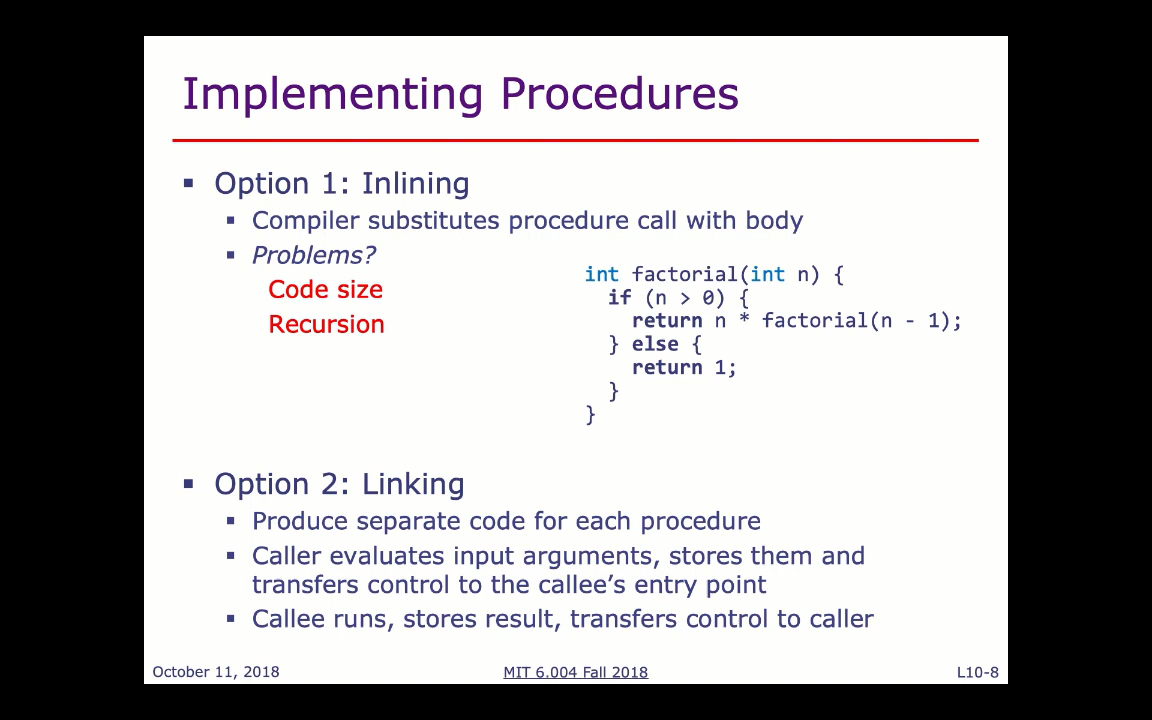 Implementing Procedures
▪ Option 1: Inlining
▪ Compiler substitutes procedure call with body
▪ Problems?
Code size
Recursion
int factorial(int n) {
if (n > 0) {
return n * factorial(n - 1);
} else {
return 1;
}
}
▪ Option 2: Linking
▪ Produce separate code for each procedure
▪ Caller evaluates input arguments, stores them and
transfers control to the callee’s entry point
▪ Callee runs, stores result, transfers control to caller
October 11, 2018
MIT 6.004 Fall 2018
L10-8